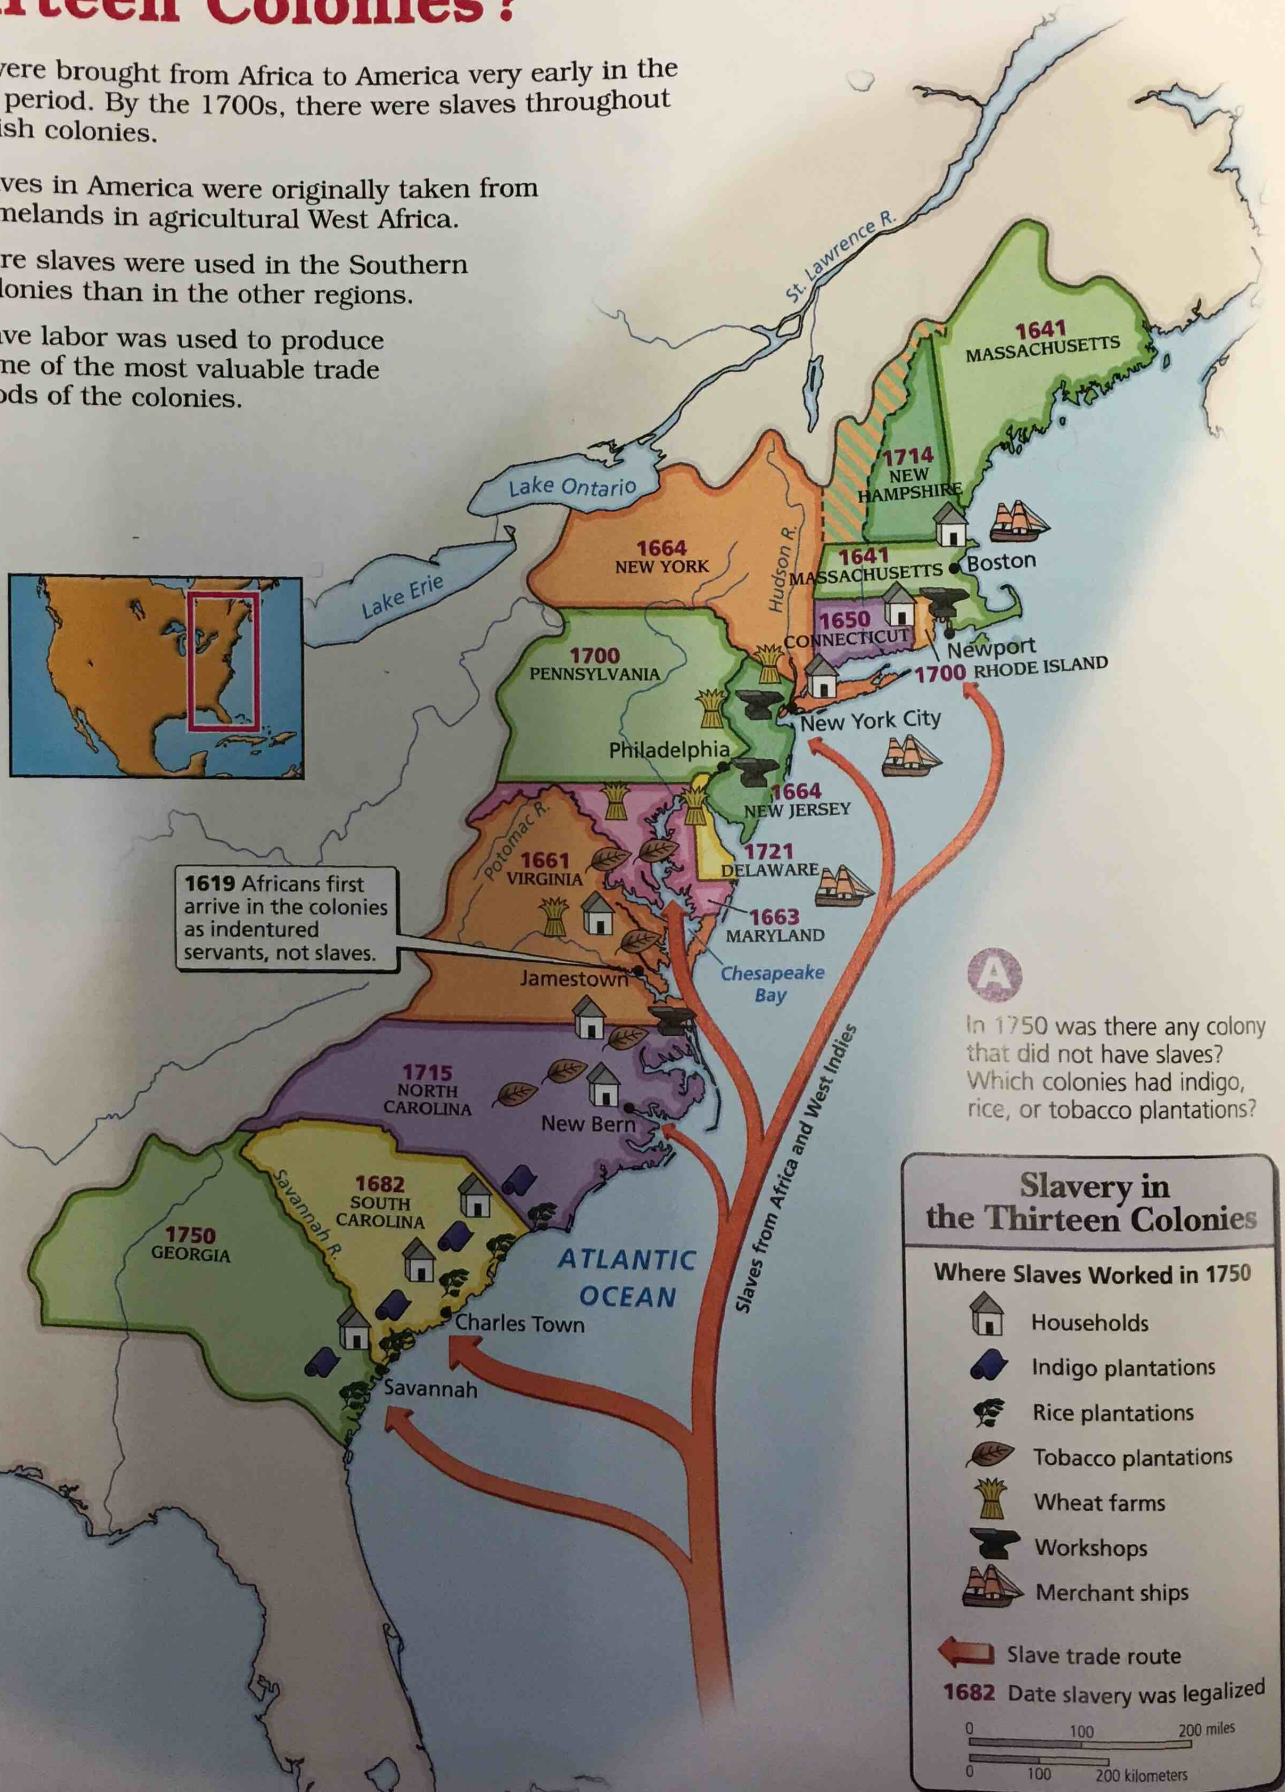 Colonies?
were brought from Africa to America very early in the
period. By the 1700s, there were slaves throughout
ish colonies.
ves in America were originally taken from
melands in agricultural West Africa.
re slaves were used in the Southern
lonies than in the other regions.
ave labor was used to produce
me of the most valuable trade
ods of the colonies.
St. Lawrence R.
1641
MASSACHUSETTS
1714
NEW
HAMPSHIRE
Lake Ontario
Lake Erie
1664
NEW YORK
Hudson R.
1641
MASSACHUSETTS
Boston
1650
CONNECTICUT
Newport
1700 RHODE ISLAND
1700
PENNSYLVANIA
New York City
Philadelphia
1664
NEW JERSEY
Potomac R.
1661
VIRGINIA
1721
DELAWARE
1663
MARYLAND
1619 Africans first
arrive in the colonies
as indentured
servants, not slaves.
Jamestown
Chesapeake
Bay
A
In 1750 was there any colony
that did not have slaves?
Which colonies had indigo,
rice, or tobacco plantations?
1715
NORTH
CAROLINA
New Bern
Slaves from Africa and West Indies
Savannah R.
1682
SOUTH
CAROLINA
1750
GEORGIA
ATLANTIC
OCEAN
Charles Town
Savannah
Slavery in
the Thirteen Colonies
Where Slaves Worked in 1750
Households
Indigo plantations
Rice plantations
Tobacco plantations
Wheat farms
Workshops
Merchant ships
Slave trade route
1682 Date slavery was legalized
0 100 200 miles
0 100 200 kilometers